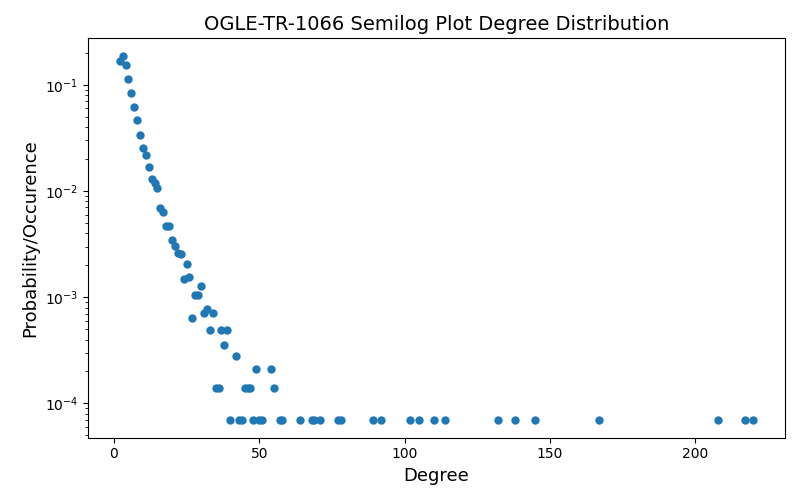 OGLE-TR-1066 Semilog Plot Degree Distribution
Probability/Occurence
10⁻¹
10⁻²
10⁻³
10⁻⁴
0 50 100 150 200
Degree